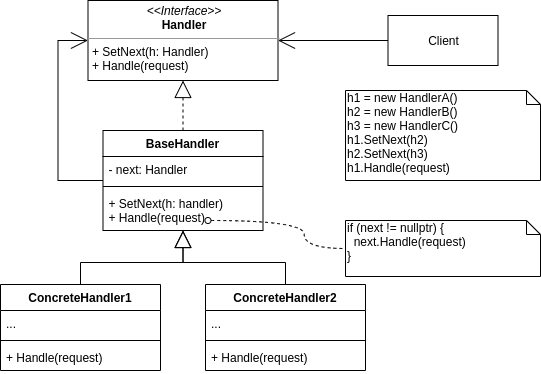 <<Interface>>
Handler
+ SetNext(h: Handler)
+ Handle(request)
Client
h1 = new HandlerA()
h2 = new HandlerB()
h3 = new HandlerC()
h1.SetNext(h2)
h2.SetNext(h3)
h1.Handle(request)
BaseHandler
- next: Handler
+ SetNext(h: handler)
+ Handle(request)
if (next != nullptr) {
next.Handle(request)
}
ConcreteHandler1
...
+ Handle(request)
ConcreteHandler2
...
+ Handle(request)